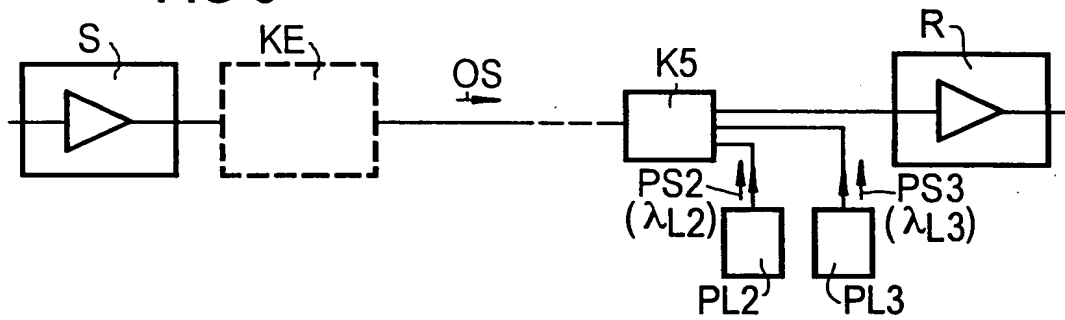 S
KE
OS
K5
R
PS2
(λL2)
PS3
(λL3)
PL2
PL3